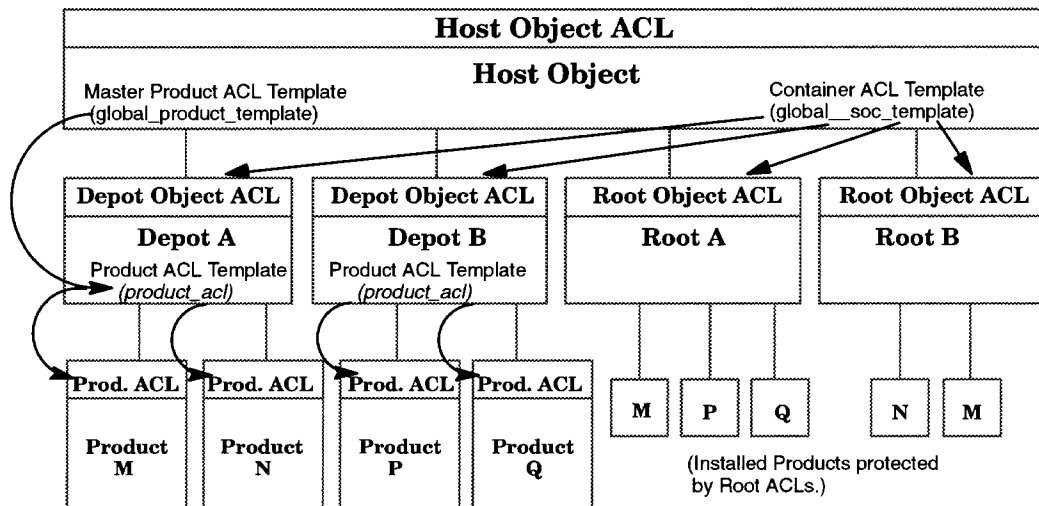 Host Object ACL
Host Object
Master Product ACL Template
(global_product_template)
Container ACL Template
(global__soc_template)
Depot Object ACL
Depot A
Product ACL Template
(product_acl)
Depot Object ACL
Depot B
Product ACL Template
(product_acl)
Root Object ACL
Root A
Root Object ACL
Root B
Prod. ACL
Product
M
Prod. ACL
Product
N
Prod. ACL
Product
P
Prod. ACL
Product
Q
M
P
Q
N
M
(Installed Products protected
by Root ACLs.)